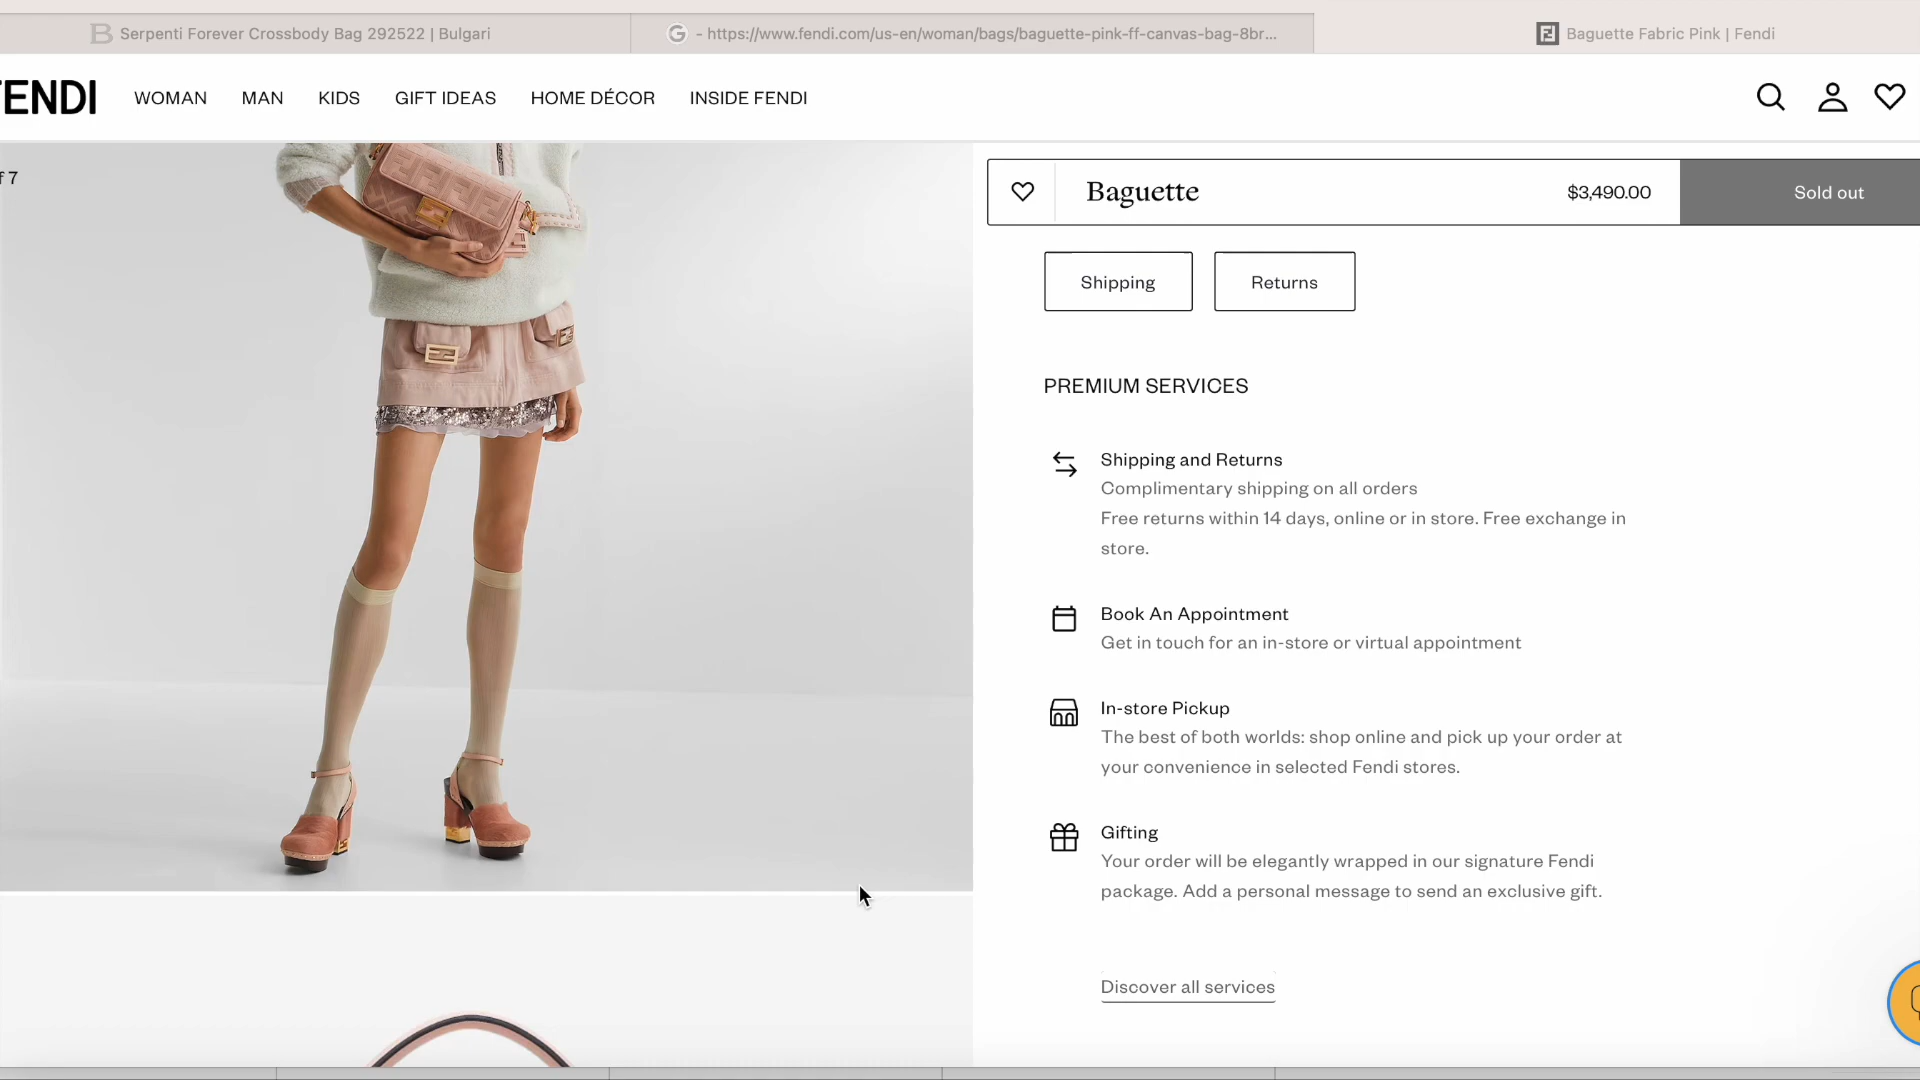 Serpenti Forever Crossbody Bag 292522 | Bulgari
- https://www.fendi.com/us-en/woman/bags/baguette-pink-ff-canvas-bag-8br...
Baguette Fabric Pink | Fendi
ENDI
WOMAN
MAN
KIDS
GIFT IDEAS
HOME DÉCOR
INSIDE FENDI
f 7
Baguette
$3,490.00
Sold out
Shipping
Returns
PREMIUM SERVICES
Shipping and Returns
Complimentary shipping on all orders
Free returns within 14 days, online or in store. Free exchange in
store.
Book An Appointment
Get in touch for an in-store or virtual appointment
In-store Pickup
The best of both worlds: shop online and pick up your order at
your convenience in selected Fendi stores.
Gifting
Your order will be elegantly wrapped in our signature Fendi
package. Add a personal message to send an exclusive gift.
Discover all services